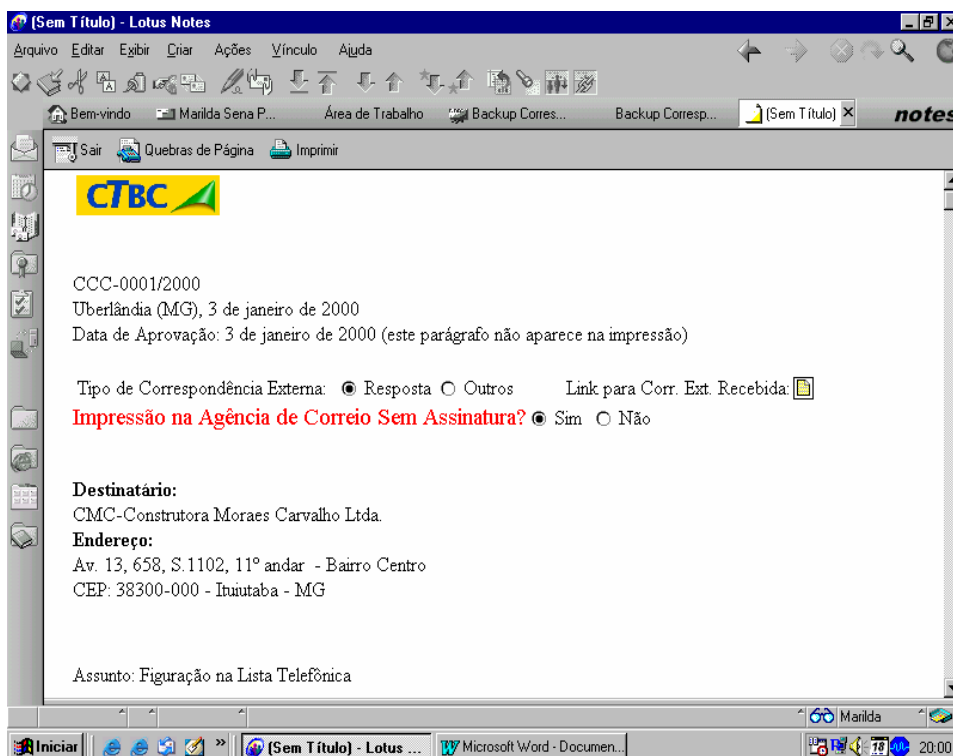 (Sem Título) - Lotus Notes
Arquivo Editar Exibir Criar Ações Vínculo Ajuda
Bem-vindo Marilda Sena P... Área de Trabalho Backup Corres... Backup Corresp... (Sem Título) notes
Sair Quebras de Página Imprimir
CTBC
CCC-0001/2000
Uberlândia (MG), 3 de janeiro de 2000
Data de Aprovação: 3 de janeiro de 2000 (este parágrafo não aparece na impressão)
Tipo de Correspondência Externa: Resposta Outros Link para Corr. Ext. Recebida:
Impressão na Agência de Correio Sem Assinatura? Sim Não
Destinatário:
CMC-Construtora Moraes Carvalho Ltda.
Endereço:
Av. 13, 658, S.1102, 11º andar - Bairro Centro
CEP: 38300-000 - Ituiutaba - MG
Assunto: Figuração na Lista Telefônica
Marilda
Iniciar » (Sem Título) - Lotus ... Microsoft Word - Documen... 18 20:00